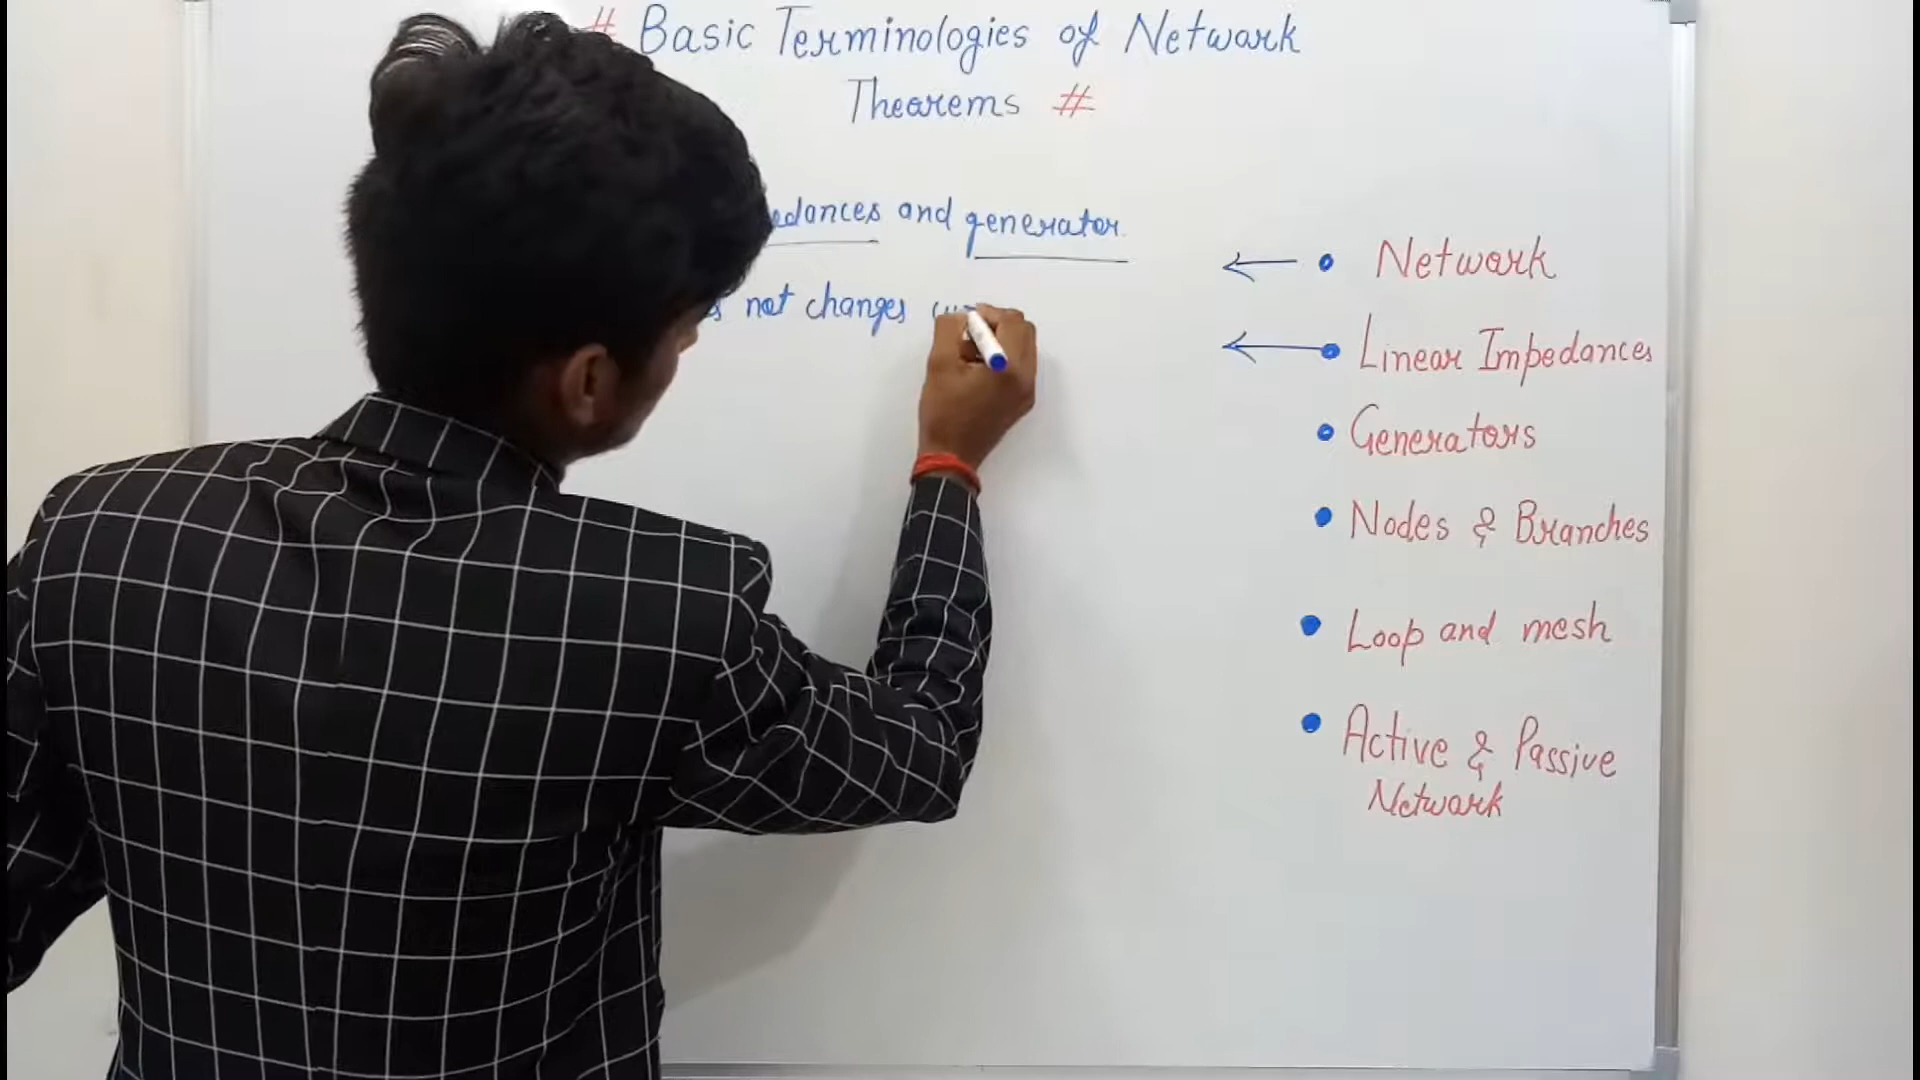 # Basic Terminologies of Network
Theorems #
and generator
not changes
Network
Linear Impedances
Generators
Nodes & Branches
Loop and mesh
Active & Passive
Network